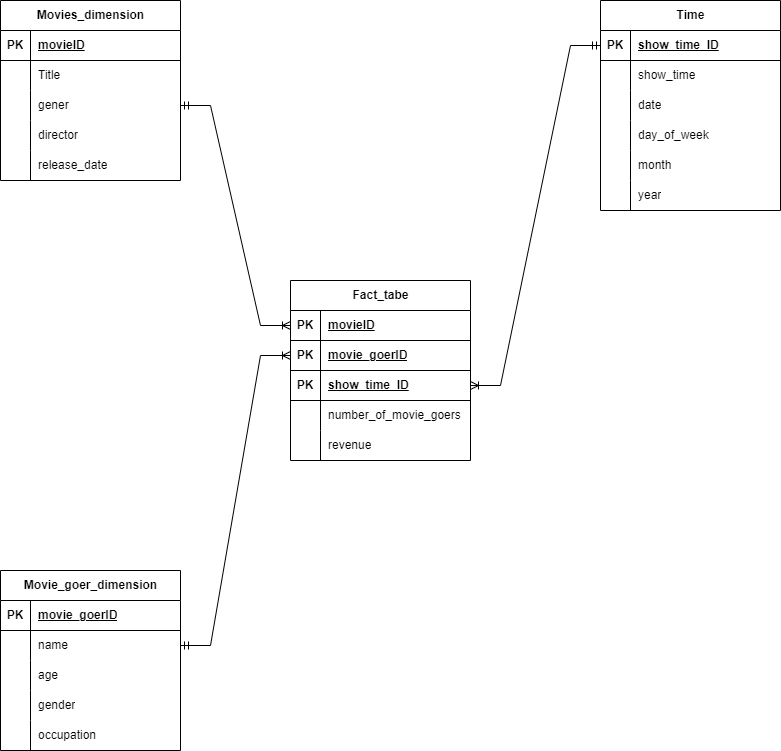 Movies_dimension
PK movieID
Title
gener
director
release_date
Time
PK show_time_ID
show_time
date
day_of_week
month
year
Fact_tabe
PK movieID
PK movie_goerID
PK show_time_ID
number_of_movie_goers
revenue
Movie_goer_dimension
PK movie_goerID
name
age
gender
occupation